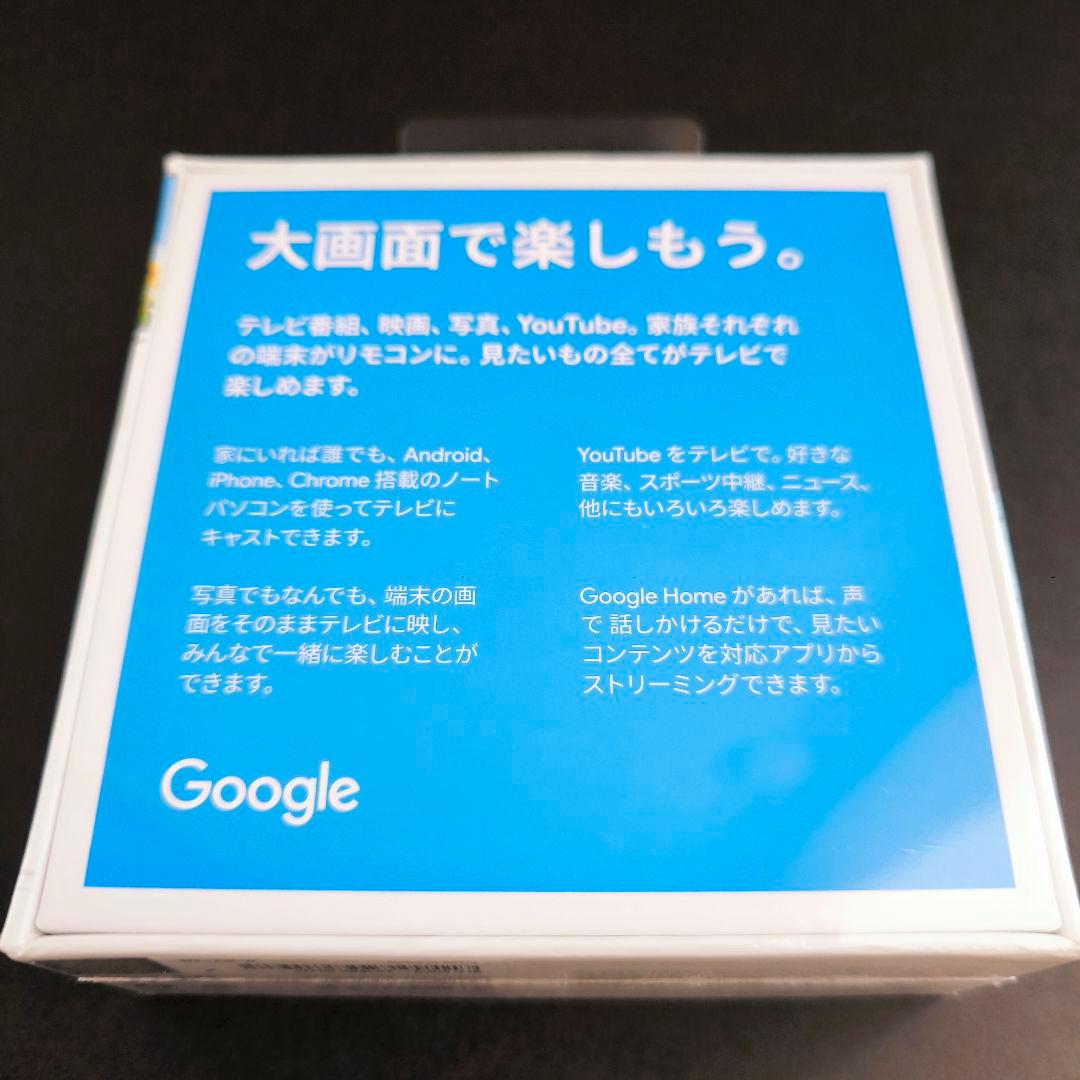 大画面で楽しもう。
テレビ番組、映画、写真、YouTube。家族それぞれ
の端末がリモコンに。見たいもの全てがテレビで
楽しめます。
家にいれば誰でも、Android、
iPhone、Chrome 搭載のノート
パソコンを使ってテレビに
キャストできます。
写真でもなんでも、端末の画
面をそのままテレビに映し、
みんなで一緒に楽しむことが
できます。
YouTube をテレビで。好きな
音楽、スポーツ中継、ニュース、
他にもいろいろ楽しめます。
Google Home があれば、声
で 話しかけるだけで、見たい
コンテンツを対応アプリから
ストリーミングできます。
Google